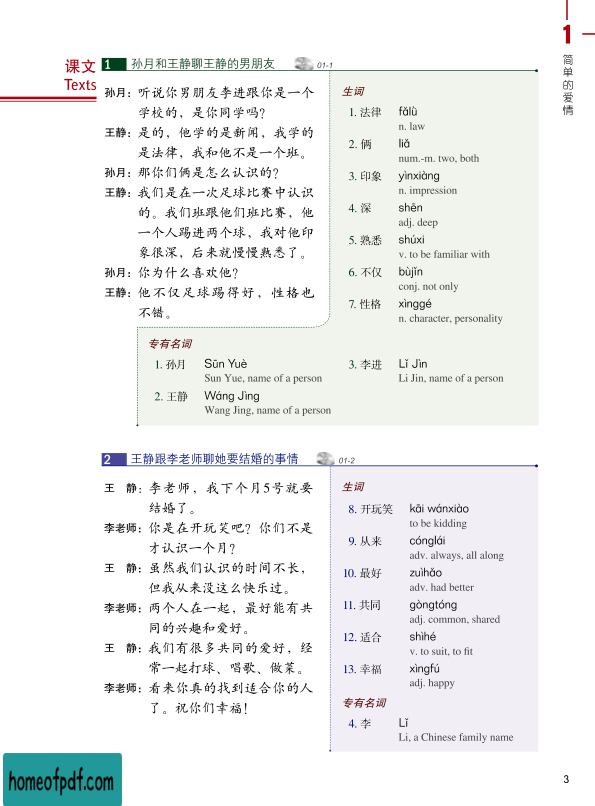 1
简单的爱情
课文
Texts
1 孙月和王静聊王静的男朋友 01-1
孙月：听说你男朋友李进跟你是一个
学校的，是你同学吗？
王静：是的，他学的是新闻，我学的
是法律，我和他不是一个班。
孙月：那你们俩是怎么认识的？
王静：我们是在一次足球比赛中认识
的。我们班跟他们班比赛，他
一个人踢进两个球，我对他印
象很深，后来就慢慢熟悉了。
孙月：你为什么喜欢他？
王静：他不仅足球踢得好，性格也
不错。
生词
1. 法律 fǎlǜ
n. law
2. 俩 liǎ
num.-m. two, both
3. 印象 yìnxiàng
n. impression
4. 深 shēn
adj. deep
5. 熟悉 shúxi
v. to be familiar with
6. 不仅 bùjǐn
conj. not only
7. 性格 xìnggé
n. character, personality
专有名词
1. 孙月 Sūn Yuè
Sun Yue, name of a person
2. 王静 Wáng Jìng
Wang Jing, name of a person
3. 李进 Lǐ Jìn
Li Jin, name of a person
2 王静跟李老师聊她要结婚的事情 01-2
王 静：李老师，我下个月5号就要
结婚了。
李老师：你是在开玩笑吧？你们不是
才认识一个月？
王 静：虽然我们认识的时间不长，
但我从来没这么快乐过。
李老师：两个人在一起，最好能有共
同的兴趣和爱好。
王 静：我们有很多共同的爱好，经
常一起打球、唱歌、做菜。
李老师：看来你真的找到适合你的人
了。祝你们幸福！
生词
8. 开玩笑 kāi wánxiào
to be kidding
9. 从来 cónglái
adv. always, all along
10. 最好 zuìhǎo
adv. had better
11. 共同 gòngtóng
adj. common, shared
12. 适合 shìhé
v. to suit, to fit
13. 幸福 xìngfú
adj. happy
专有名词
4. 李 Lǐ
Li, a Chinese family name
homeofpdf.com
3